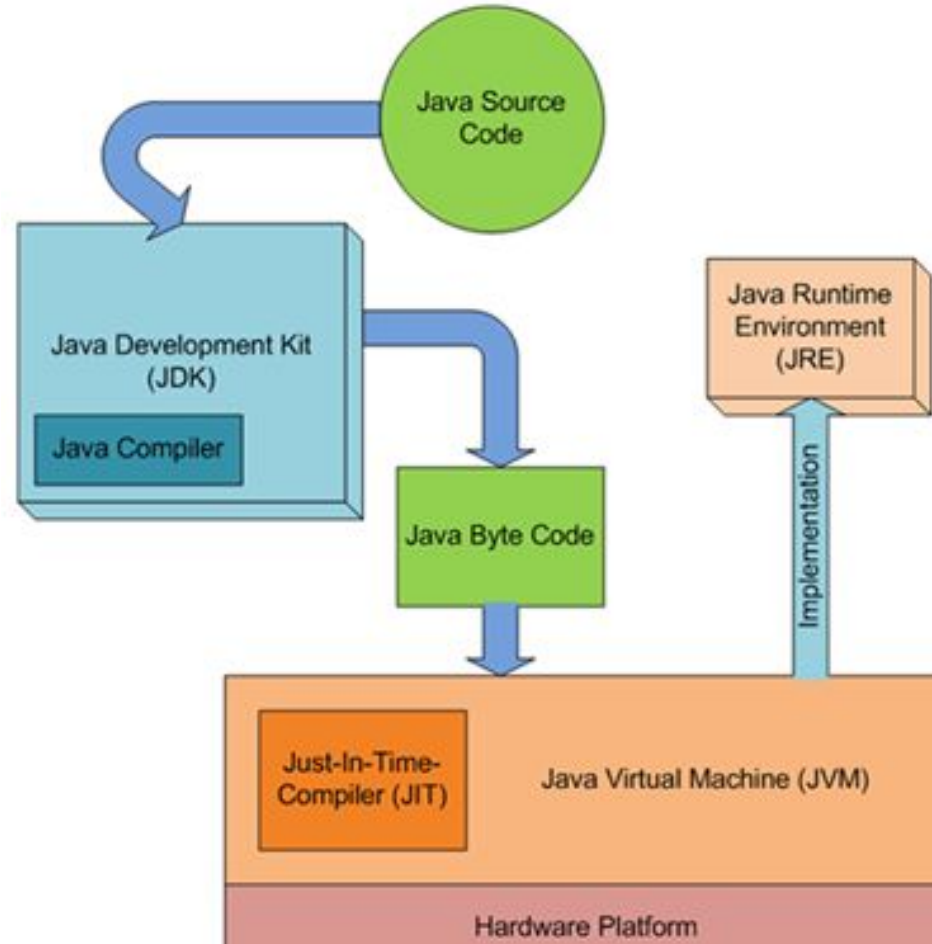 Java Source
Code
Java Development Kit
(JDK)
Java Compiler
Java Runtime
Environment
(JRE)
Java Byte Code
Implementation
Just-In-Time-
Compiler (JIT)
Java Virtual Machine (JVM)
Hardware Platform